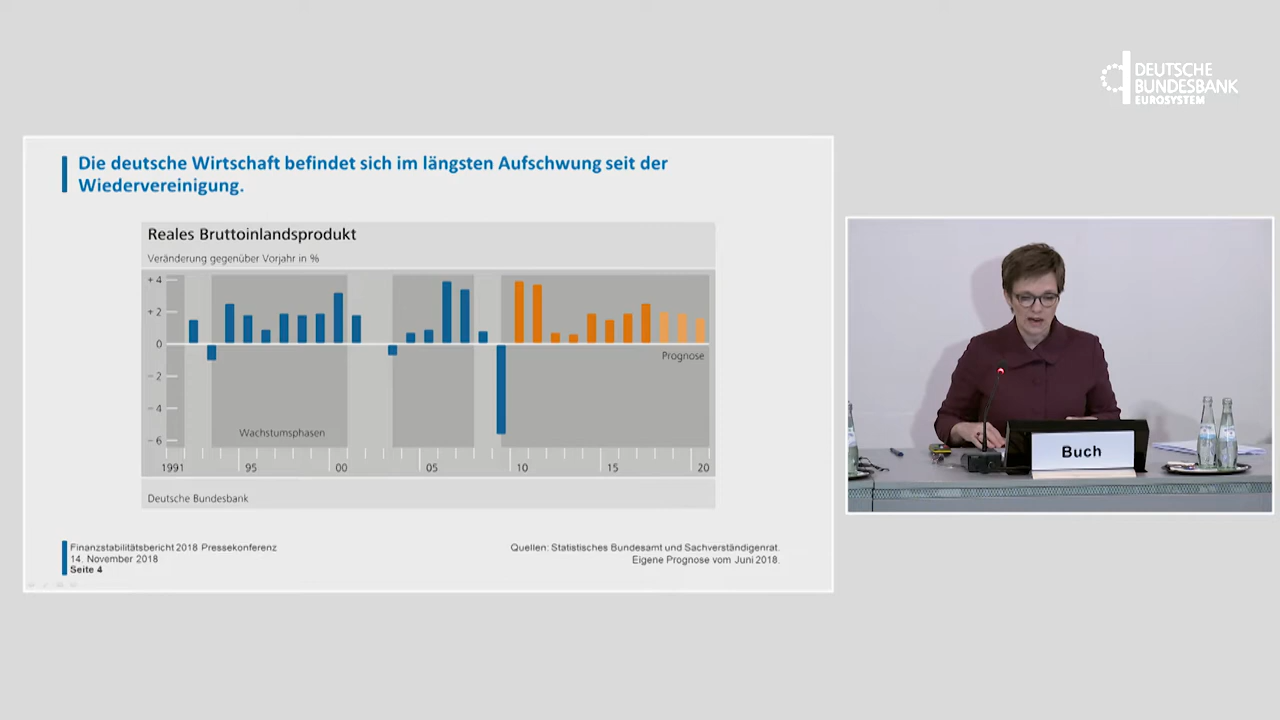 DEUTSCHE
BUNDESBANK
EUROSYSTEM
Die deutsche Wirtschaft befindet sich im längsten Aufschwung seit der
Wiedervereinigung.
Reales Bruttoinlandsprodukt
Veränderung gegenüber Vorjahr in %
+ 4
+ 2
0
- 2
- 4
- 6
Prognose
Wachstumsphasen
1991 95 00 05 10 15 20
Deutsche Bundesbank
Finanzstabilitätsbericht 2018 Pressekonferenz
14. November 2018
Seite 4
Quellen: Statistisches Bundesamt und Sachverständigenrat.
Eigene Prognose vom Juni 2018.
Buch